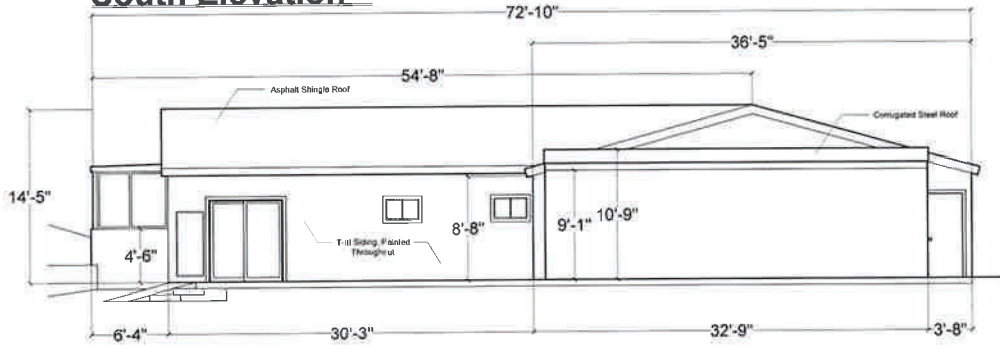 South Elevation
72'-10"
36'-5"
54'-8"
Asphalt Shingle Roof
Corrugated Steel Roof
14'-5"
8'-8"
9'-1"
10'-9"
4'-6"
T-III Siding, Painted
Throughout
6'-4"
30'-3"
32'-9"
3'-8"